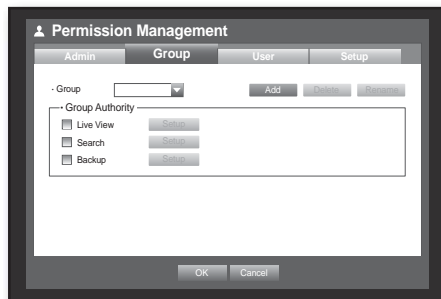 Permission Management
Admin Group User Setup
· Group Add Delete Rename
• Group Authority
Live View Setup
Search Setup
Backup Setup
OK Cancel